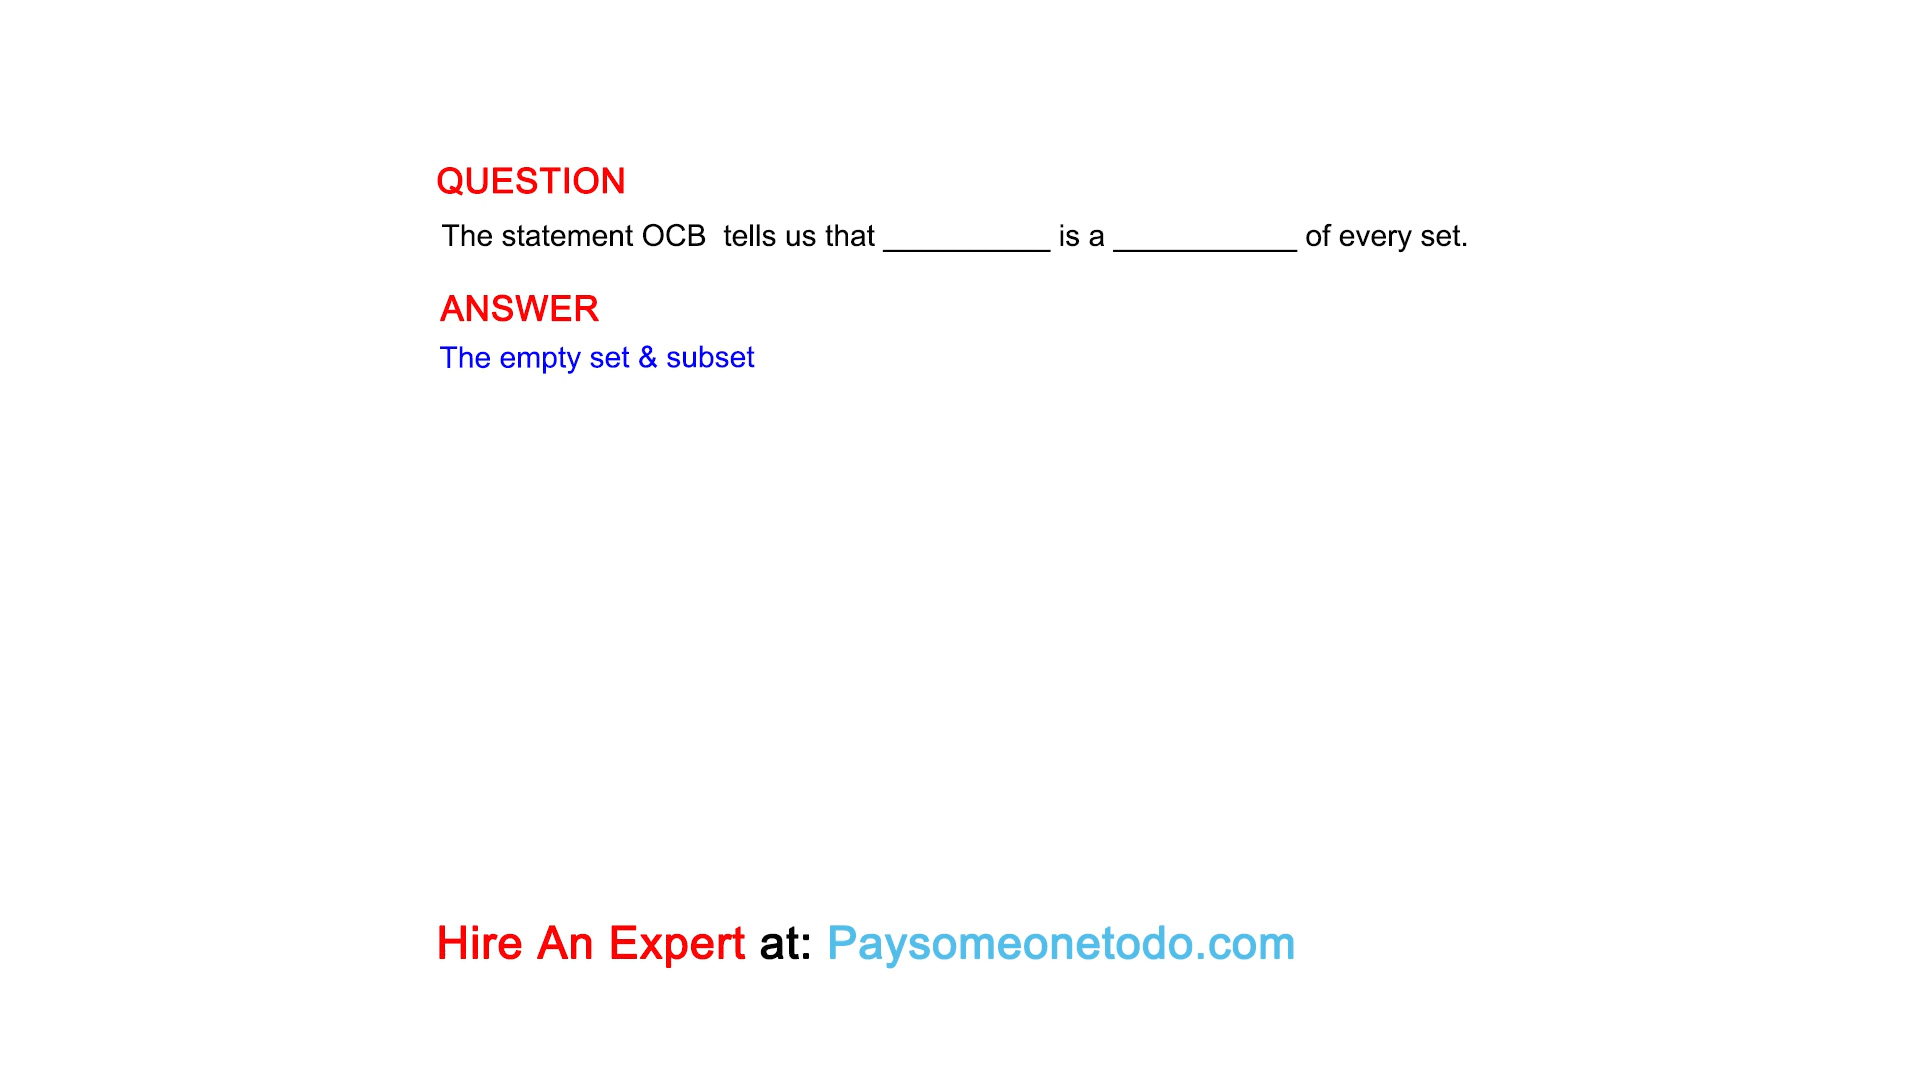 QUESTION
The statement OCB  tells us that __________ is a ___________ of every set.
ANSWER
The empty set & subset
Hire An Expert at: Paysomeonetodo.com